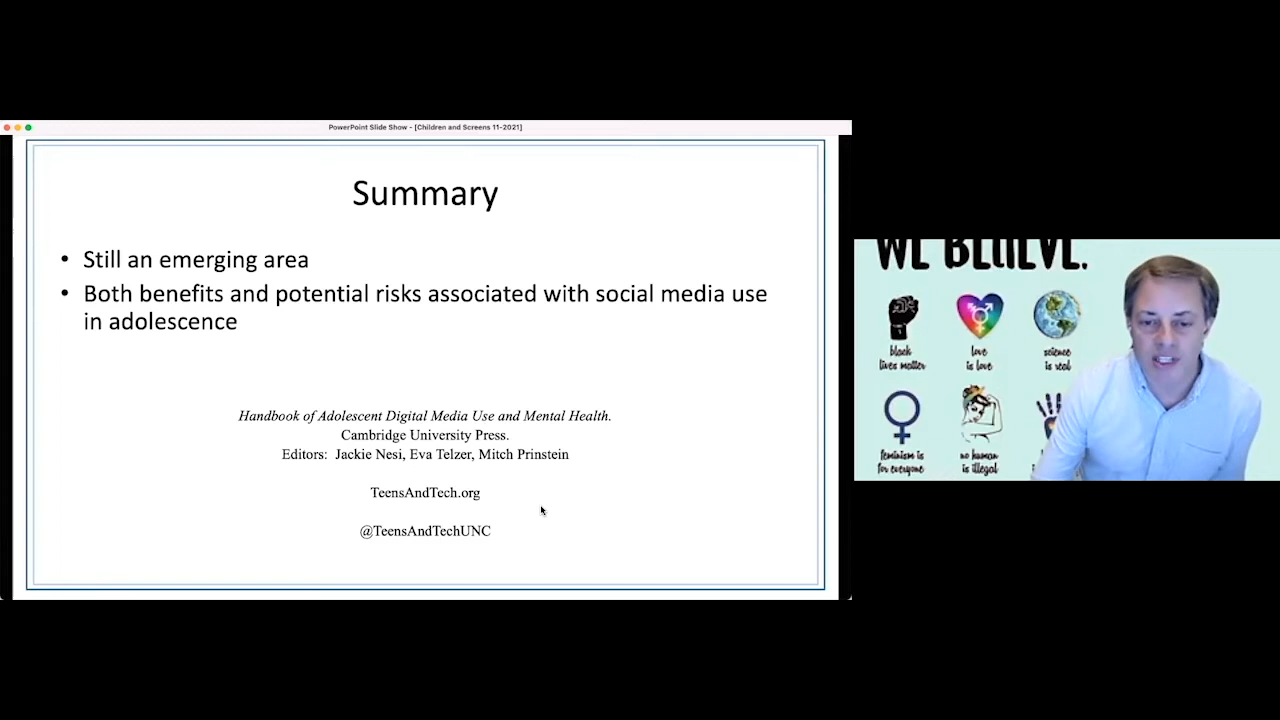 PowerPoint Slide Show - [Children and Screens 11-2021]
Summary
• Still an emerging area
• Both benefits and potential risks associated with social media use
in adolescence
Handbook of Adolescent Digital Media Use and Mental Health.
Cambridge University Press.
Editors: Jackie Nesi, Eva Telzer, Mitch Prinstein
TeensAndTech.org
@TeensAndTechUNC
WE BELIEVE.
black
lives matter
love
is love
science
is real
feminism is
for everyone
no human
is illegal